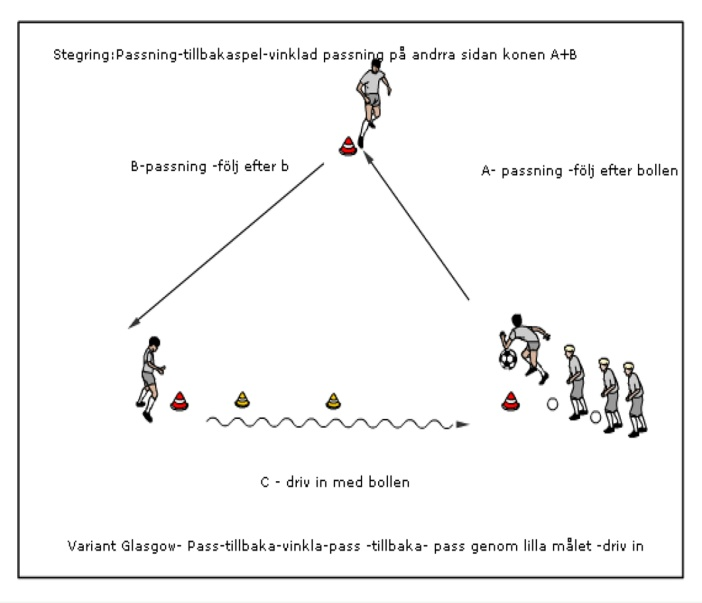 Stegring:Passning-tillbakaspel-vinklad passning på andrra sidan konen A+B
B-passning -följ efter b
A- passning -följ efter bollen
C - driv in med bollen
Variant Glasgow- Pass-tillbaka-vinkla-pass -tillbaka- pass genom lilla målet -driv in